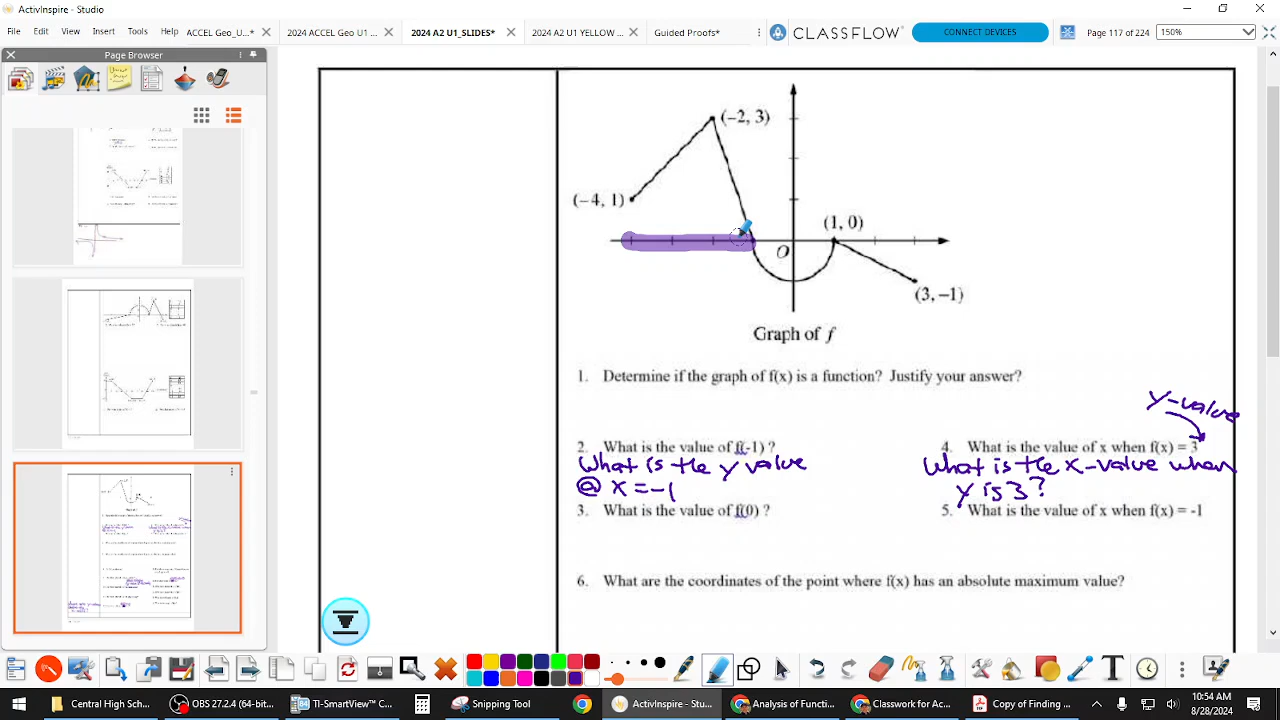 ActivInspire - Studio
File Edit View Insert Tools Help
ACCEL Geo_U...*
2024 ACCEL Geo U1-...
2024 A2 U1_SLIDES*
2024 A2 U1 YELLOW ...
Guided Proofs*
CLASSFLOW
CONNECT DEVICES
Page 117 of 224
150%
Page Browser
(-2, 3)
(-4, 1)
(1, 0)
O
(3, -1)
Graph of f
1. Determine if the graph of f(x) is a function? Justify your answer?
Y-value
2. What is the value of f(-1) ?
What is the y value
@ x = -1
4. What is the value of x when f(x) = 3
What is the x-value when
y is 3?
3. What is the value of f(0) ?
5. What is the value of x when f(x) = -1
6. What are the coordinates of the point where f(x) has an absolute maximum value?
Central High School
OBS 27.2.4 (64-bit...
TI-SmartView™ C...
Snipping Tool
ActivInspire - Stu...
Analysis of Functi...
Classwork for Ac...
Copy of Finding ...
10:54 AM
8/28/2024